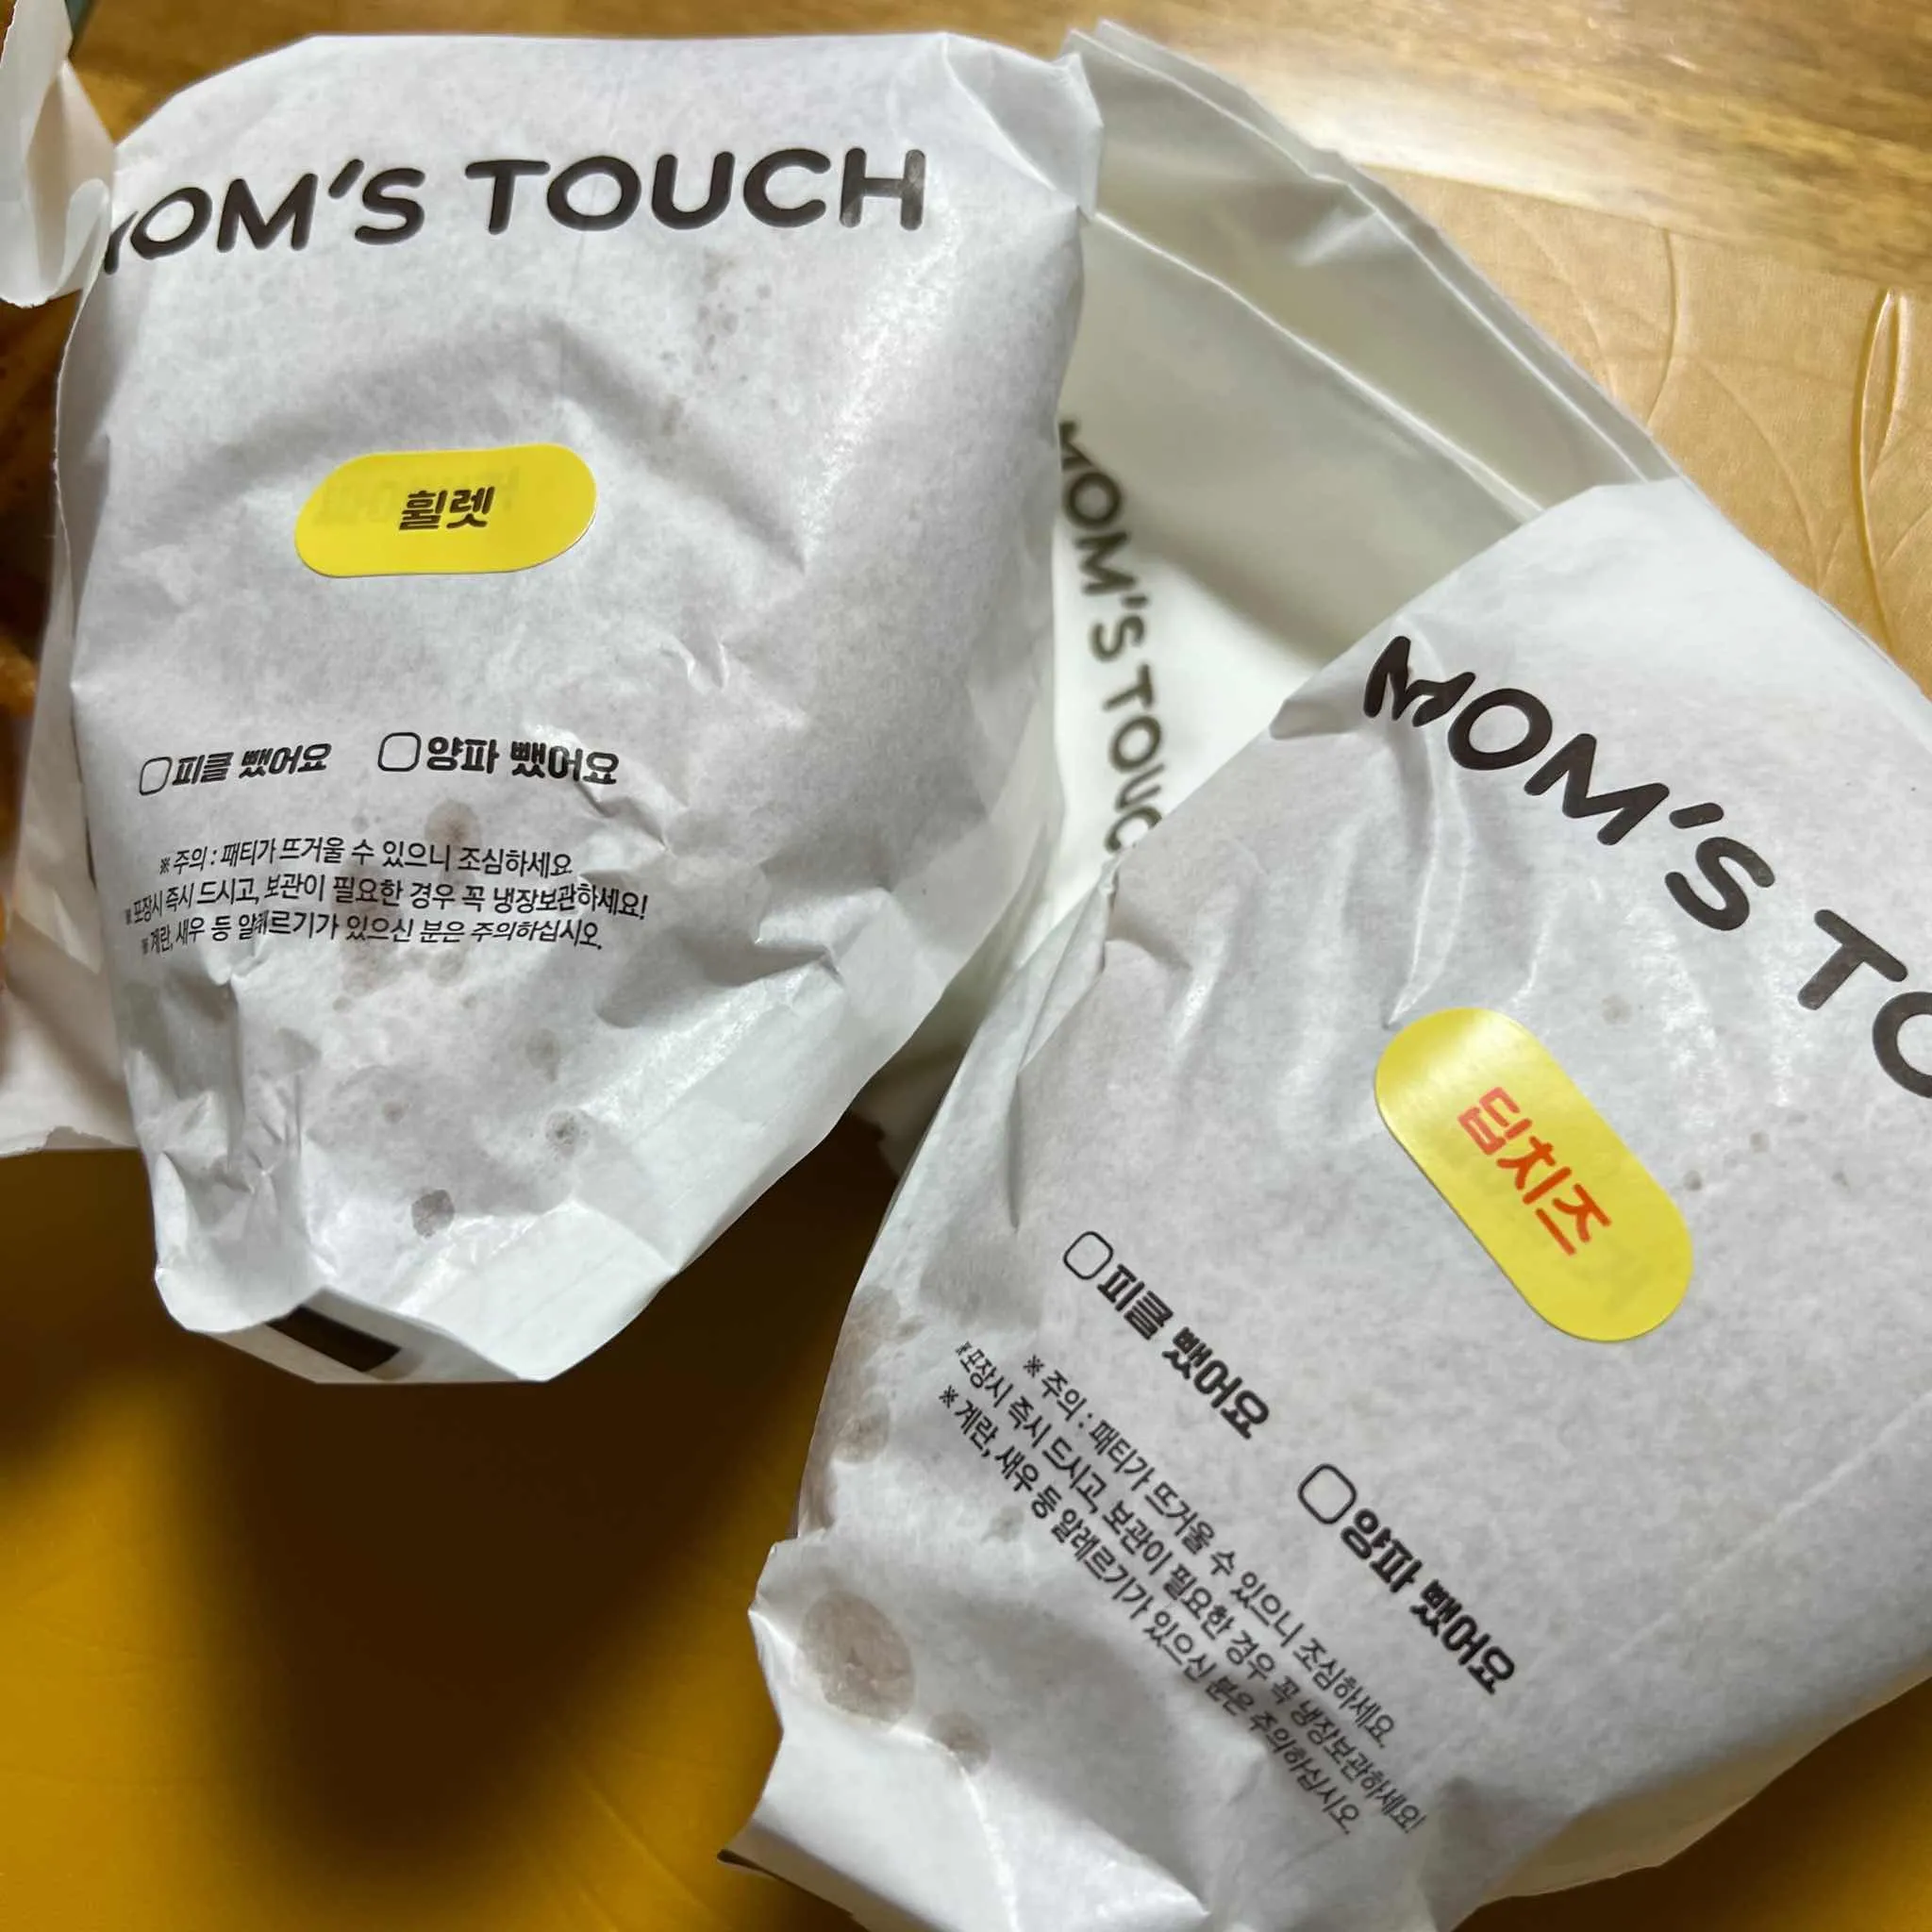 MOM'S TOUCH
휠렛
피클 뺐어요 양파 뺐어요
※ 주의 : 패티가 뜨거울 수 있으니 조심하세요.
※ 포장시 즉시 드시고, 보관이 필요한 경우 꼭 냉장보관하세요!
※ 계란, 새우 등 알레르기가 있으신 분은 주의하십시오.
MOM'S TOUC
MOM'S TO
딥치즈
피클 뺐어요 양파 뺐어요
※ 주의 : 패티가 뜨거울 수 있으니 조심하세요.
※ 포장시 즉시 드시고, 보관이 필요한 경우 꼭 냉장보관하세요!
※ 계란, 새우 등 알레르기가 있으신 분은 주의하십시오.